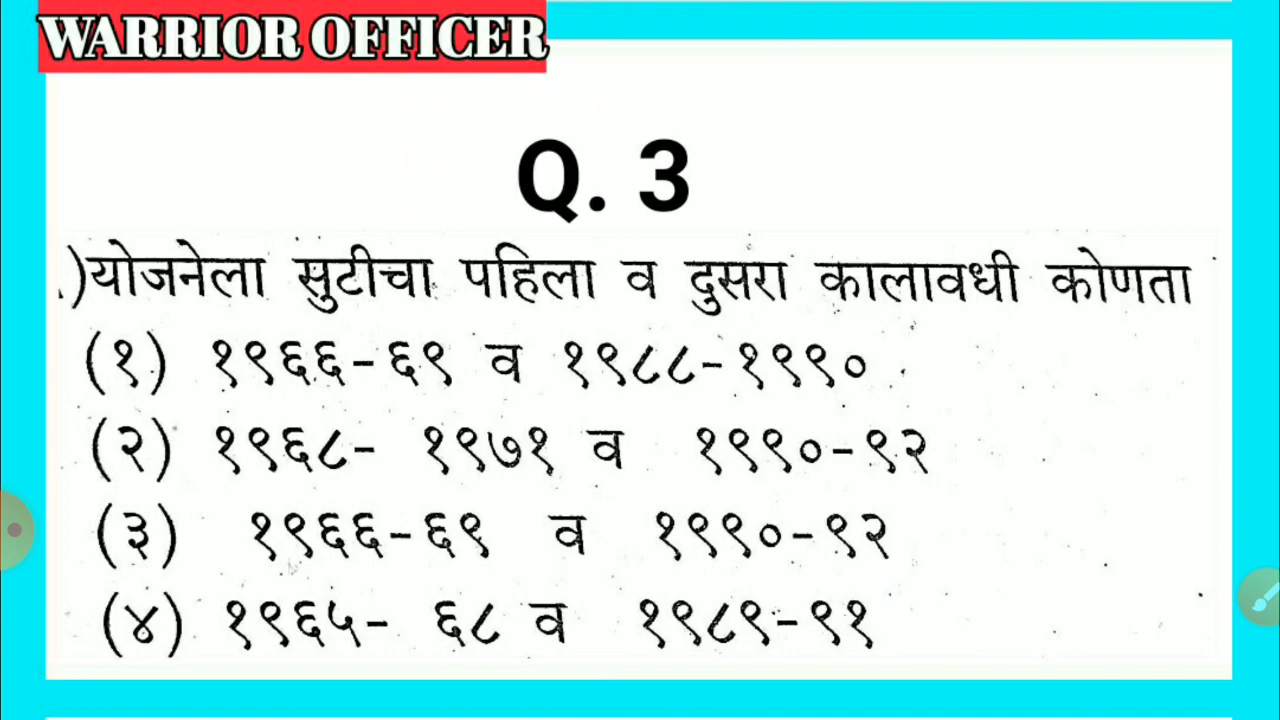 WARRIOR OFFICER
Q. 3
.)योजनेला सुटीचा पहिला व दुसरा कालावधी कोणता
(१) १९६६-६९ व १९८८-१९९०
(२) १९६८- १९७१ व १९९०-९२
(३) १९६६-६९ व १९९०-९२
(४) १९६५- ६८ व १९८९-९१